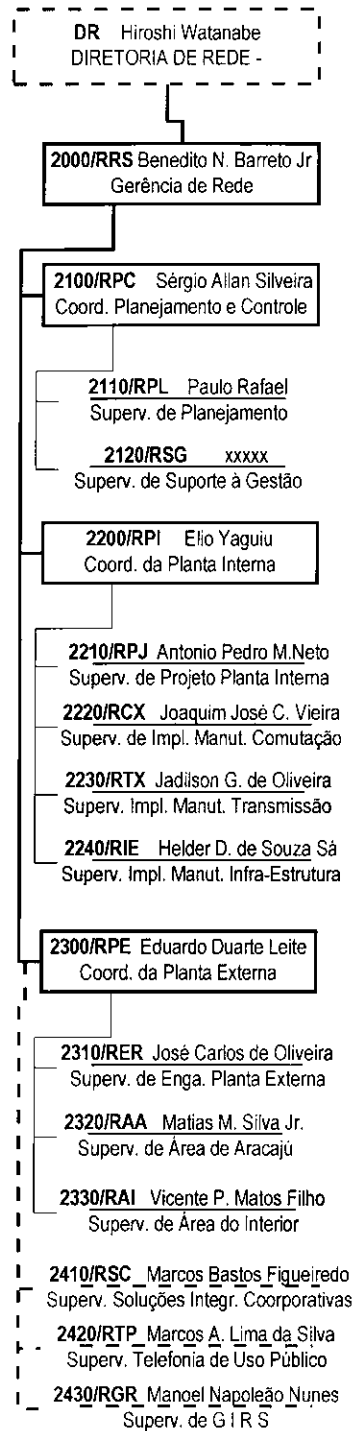 DR Hiroshi Watanabe
DIRETORIA DE REDE -
2000/RRS Benedito N. Barreto Jr
Gerência de Rede
2100/RPC Sérgio Allan Silveira
Coord. Planejamento e Controle
2110/RPL Paulo Rafael
Superv. de Planejamento
2120/RSG xxxxx
Superv. de Suporte à Gestão
2200/RPI Elio Yaguiu
Coord. da Planta Interna
2210/RPJ Antonio Pedro M.Neto
Superv. de Projeto Planta Interna
2220/RCX Joaquim José C. Vieira
Superv. de Impl. Manut. Comutação
2230/RTX Jadilson G. de Oliveira
Superv. Impl. Manut. Transmissão
2240/RIE Helder D. de Souza Sá
Superv. Impl. Manut. Infra-Estrutura
2300/RPE Eduardo Duarte Leite
Coord. da Planta Externa
2310/RER José Carlos de Oliveira
Superv. de Enga. Planta Externa
2320/RAA Matias M. Silva Jr.
Superv. de Área de Aracajú
2330/RAI Vicente P. Matos Filho
Superv. de Área do Interior
2410/RSC Marcos Bastos Figueiredo
Superv. Soluções Integr. Coorporativas
2420/RTP Marcos A. Lima da Silva
Superv. Telefonia de Uso Público
2430/RGR Manoel Napoleão Nunes
Superv. de G I R S